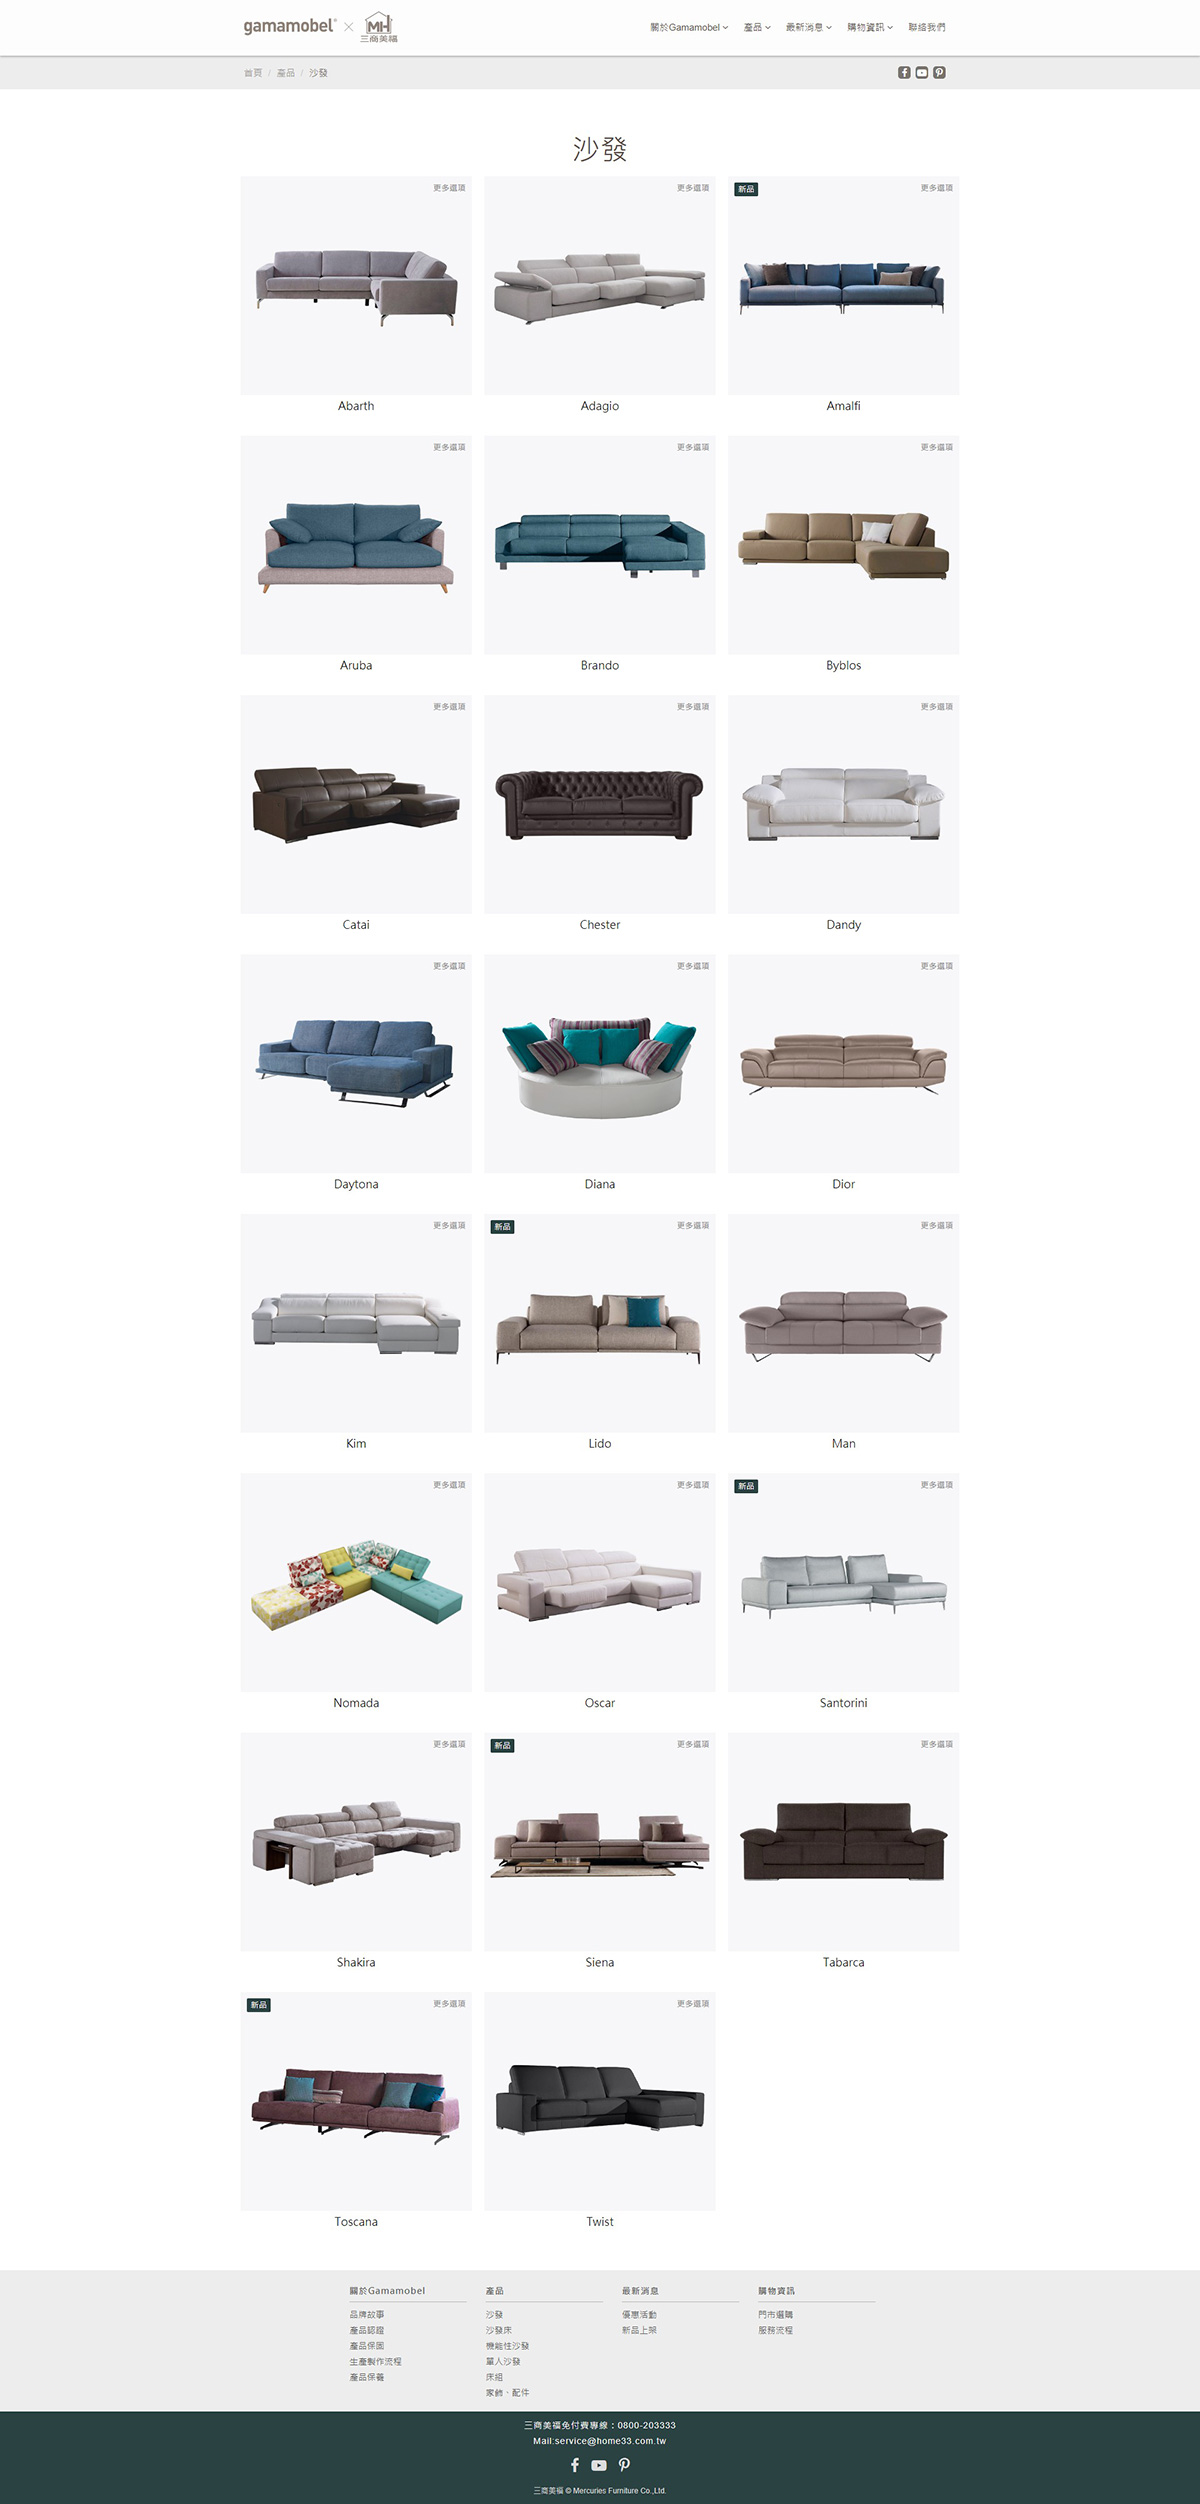 gamamobel® × MH 三商美福
關於Gamamobel 產品 最新消息 購物資訊 聯絡我們
首頁 / 產品 / 沙發
沙發
更多選項
更多選項
新品 更多選項
Abarth Adagio Amalfi
更多選項
更多選項
更多選項
Aruba Brando Byblos
更多選項
更多選項
更多選項
Catai Chester Dandy
更多選項
更多選項
更多選項
Daytona Diana Dior
更多選項
新品 更多選項
更多選項
Kim Lido Man
更多選項
更多選項
新品 更多選項
Nomada Oscar Santorini
更多選項
新品 更多選項
更多選項
Shakira Siena Tabarca
新品 更多選項
更多選項
Toscana Twist
關於Gamamobel
品牌故事
產品認證
產品保固
生產製作流程
產品保養
產品
沙發
沙發床
機能性沙發
單人沙發
床組
家飾、配件
最新消息
優惠活動
新品上架
購物資訊
門市選購
服務流程
三商美福免付費專線：0800-203333
Mail:service@home33.com.tw
三商美福 © Mercuries Furniture Co.,Ltd.